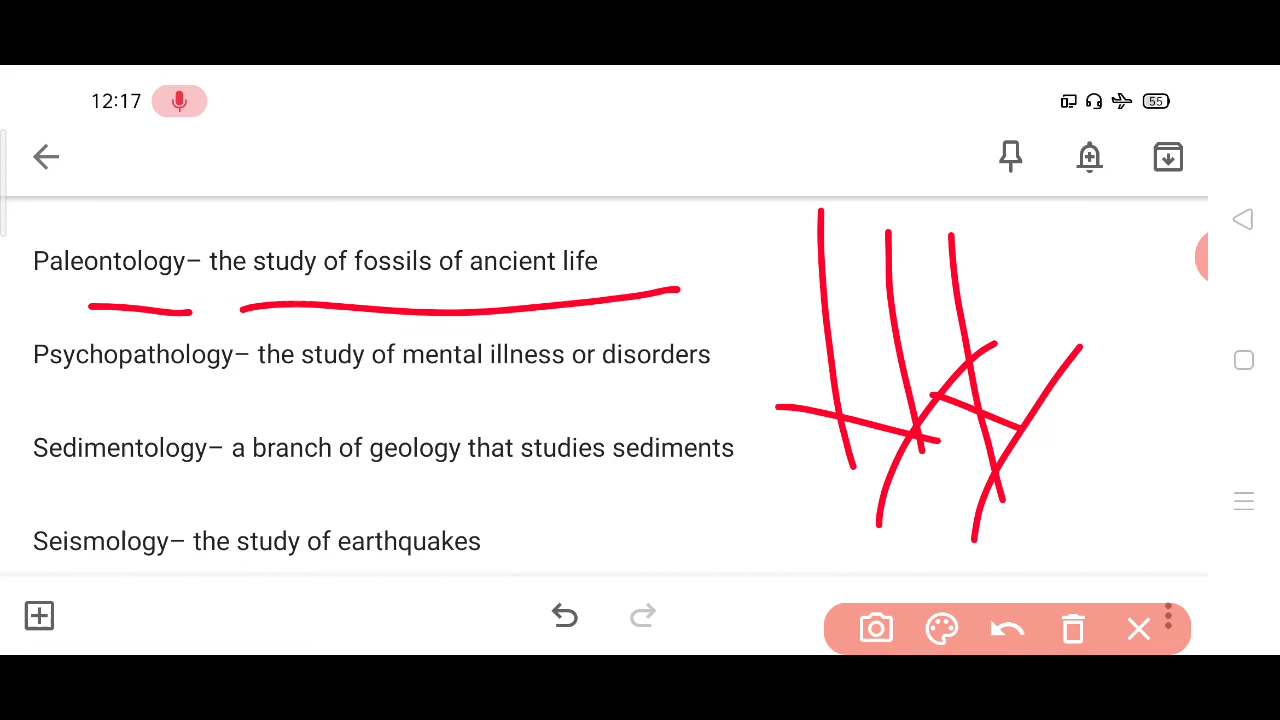 12:17
55
Paleontology– the study of fossils of ancient life
Psychopathology– the study of mental illness or disorders
Sedimentology– a branch of geology that studies sediments
Seismology– the study of earthquakes